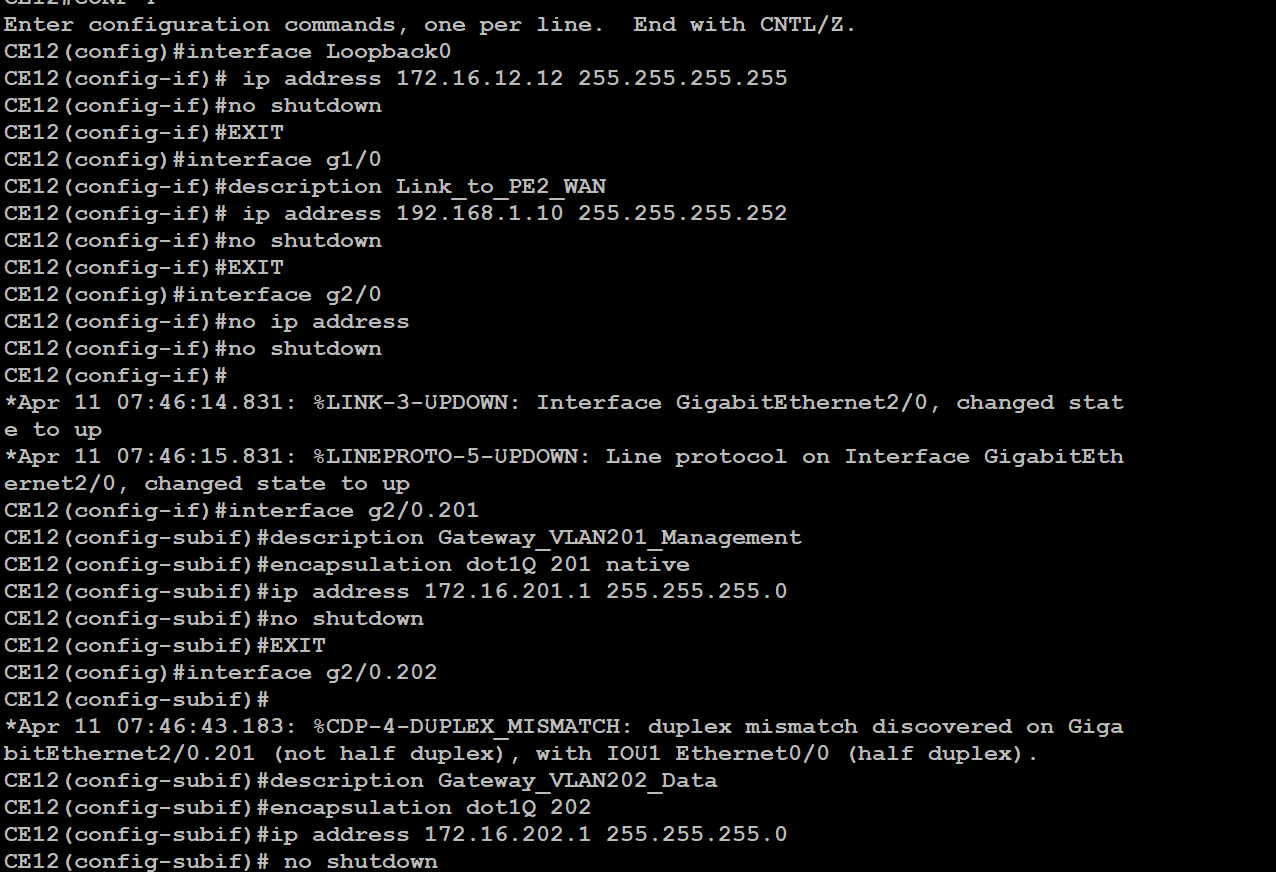 CE12#CONF T
Enter configuration commands, one per line.  End with CNTL/Z.
CE12(config)#interface Loopback0
CE12(config-if)# ip address 172.16.12.12 255.255.255.255
CE12(config-if)#no shutdown
CE12(config-if)#EXIT
CE12(config)#interface g1/0
CE12(config-if)#description Link_to_PE2_WAN
CE12(config-if)# ip address 192.168.1.10 255.255.255.252
CE12(config-if)#no shutdown
CE12(config-if)#EXIT
CE12(config)#interface g2/0
CE12(config-if)#no ip address
CE12(config-if)#no shutdown
CE12(config-if)#
*Apr 11 07:46:14.831: %LINK-3-UPDOWN: Interface GigabitEthernet2/0, changed stat
e to up
*Apr 11 07:46:15.831: %LINEPROTO-5-UPDOWN: Line protocol on Interface GigabitEth
ernet2/0, changed state to up
CE12(config-if)#interface g2/0.201
CE12(config-subif)#description Gateway_VLAN201_Management
CE12(config-subif)#encapsulation dot1Q 201 native
CE12(config-subif)#ip address 172.16.201.1 255.255.255.0
CE12(config-subif)#no shutdown
CE12(config-subif)#EXIT
CE12(config)#interface g2/0.202
CE12(config-subif)#
*Apr 11 07:46:43.183: %CDP-4-DUPLEX_MISMATCH: duplex mismatch discovered on Giga
bitEthernet2/0.201 (not half duplex), with IOU1 Ethernet0/0 (half duplex).
CE12(config-subif)#description Gateway_VLAN202_Data
CE12(config-subif)#encapsulation dot1Q 202
CE12(config-subif)#ip address 172.16.202.1 255.255.255.0
CE12(config-subif)# no shutdown